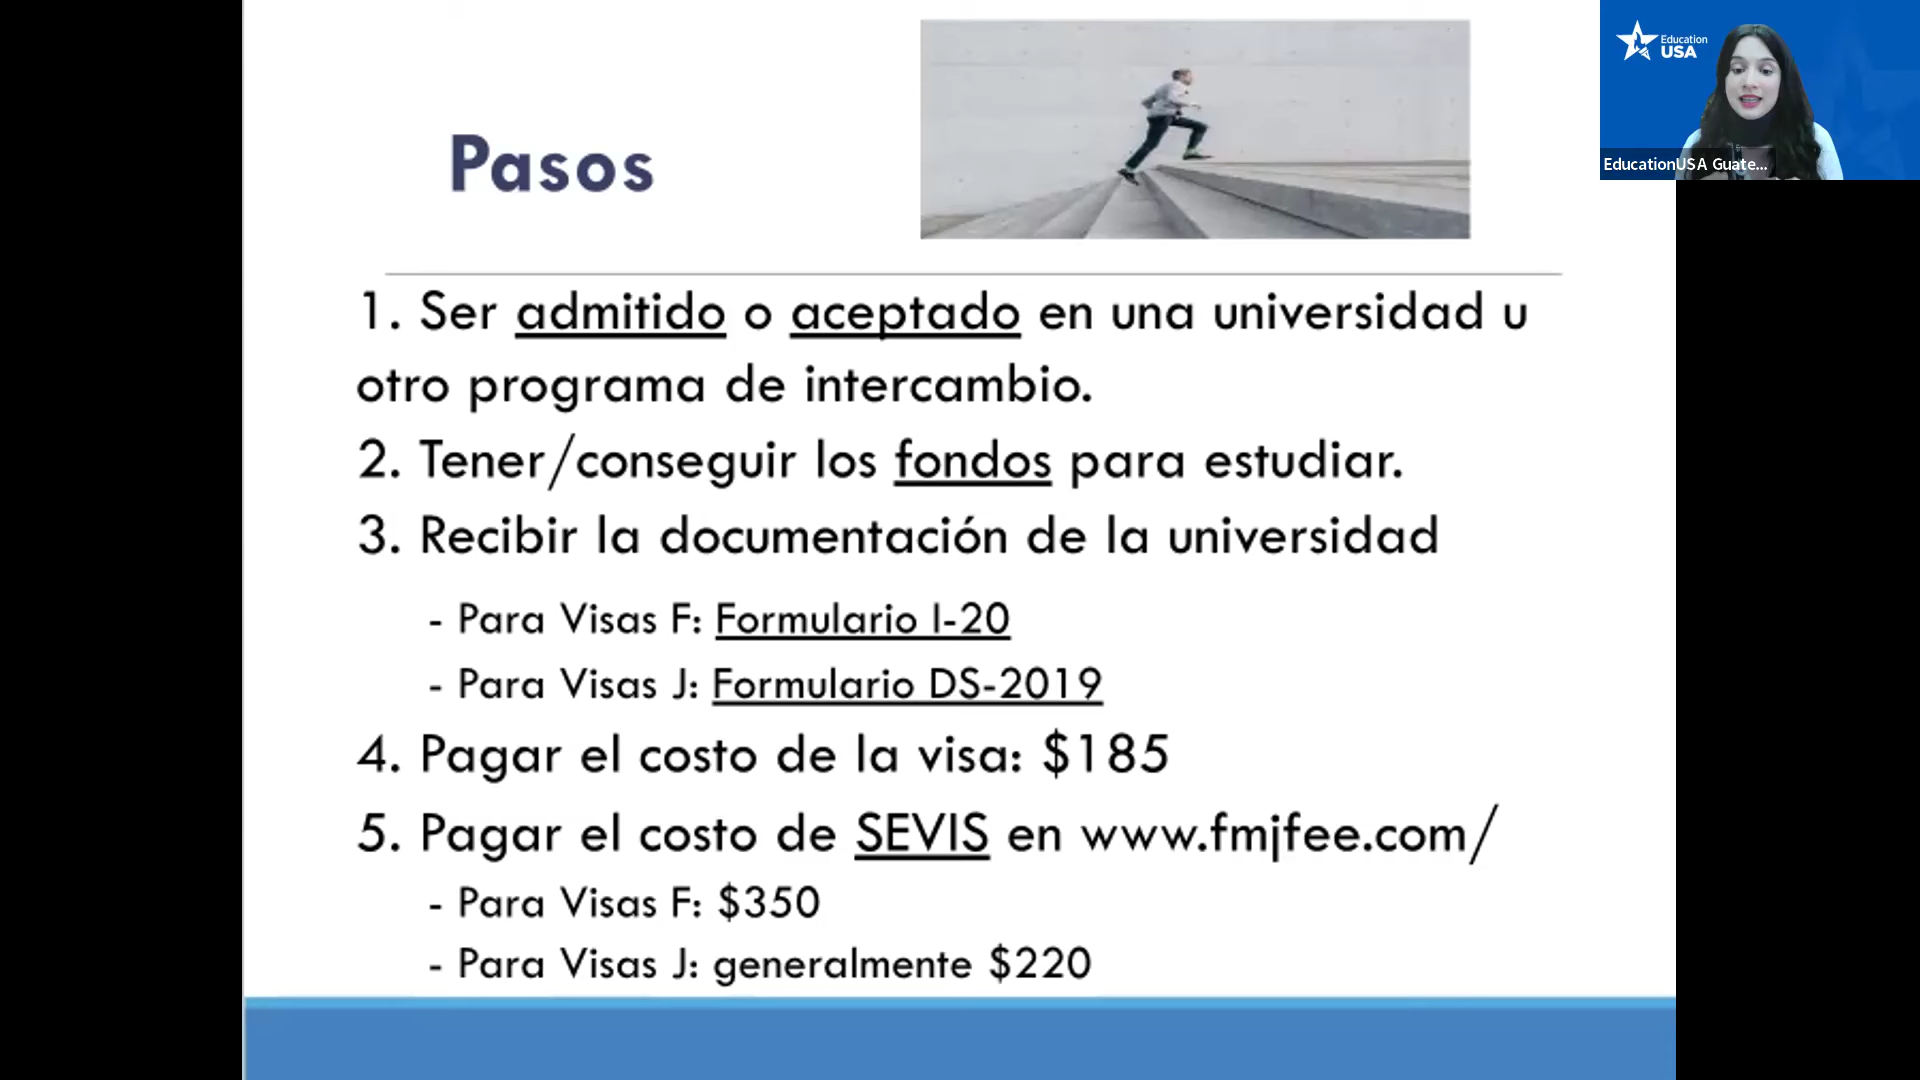 Pasos
1. Ser admitido o aceptado en una universidad u
otro programa de intercambio.
2. Tener/conseguir los fondos para estudiar.
3. Recibir la documentación de la universidad
- Para Visas F: Formulario I-20
- Para Visas J: Formulario DS-2019
4. Pagar el costo de la visa: $185
5. Pagar el costo de SEVIS en www.fmjfee.com/
- Para Visas F: $350
- Para Visas J: generalmente $220
Education
USA
EducationUSA Guate...